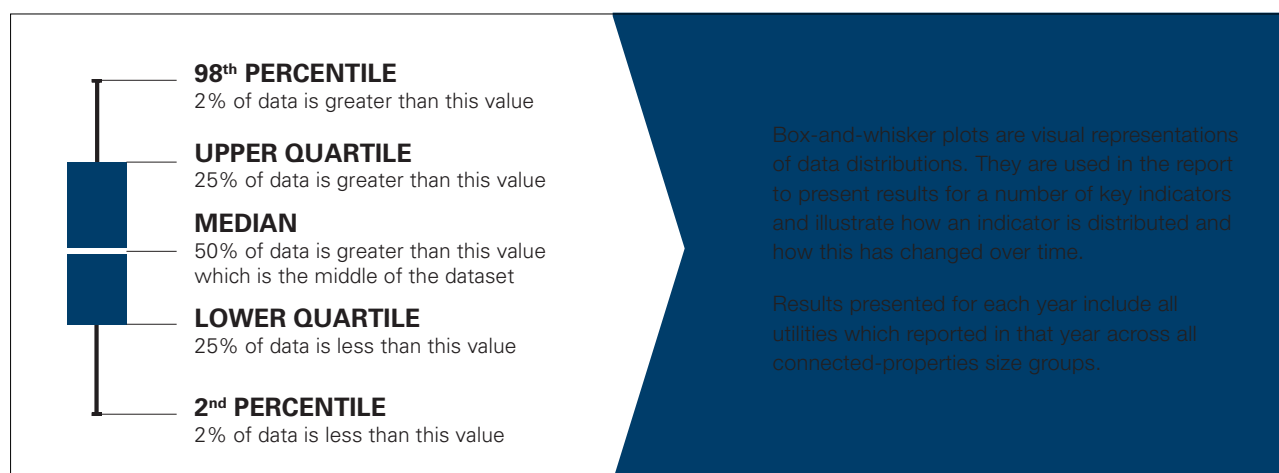 98th PERCENTILE
2% of data is greater than this value
UPPER QUARTILE
25% of data is greater than this value
MEDIAN
50% of data is greater than this value
which is the middle of the dataset
LOWER QUARTILE
25% of data is less than this value
2nd PERCENTILE
2% of data is less than this value
Box-and-whisker plots are visual representations
of data distributions. They are used in the report
to present results for a number of key indicators
and illustrate how an indicator is distributed and
how this has changed over time.
Results presented for each year include all
utilities which reported in that year across all
connected-properties size groups.